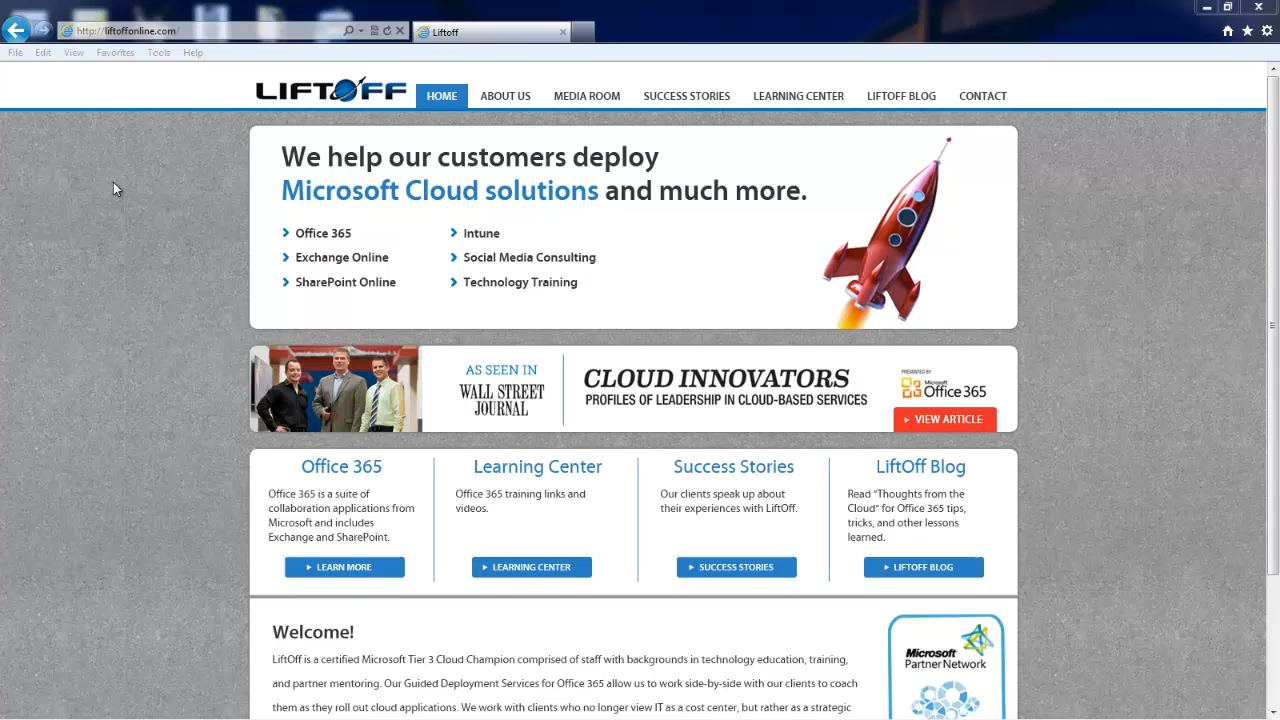 http://liftoffonline.com/
Liftoff
File Edit View Favorites Tools Help
LIFTOFF HOME ABOUT US MEDIA ROOM SUCCESS STORIES LEARNING CENTER LIFTOFF BLOG CONTACT
We help our customers deploy
Microsoft Cloud solutions and much more.
Office 365
Exchange Online
SharePoint Online
Intune
Social Media Consulting
Technology Training
AS SEEN IN
WALL STREET
JOURNAL
CLOUD INNOVATORS
PROFILES OF LEADERSHIP IN CLOUD-BASED SERVICES
PRESENTED BY
Microsoft
Office 365
VIEW ARTICLE
Office 365
Office 365 is a suite of
collaboration applications from
Microsoft and includes
Exchange and SharePoint.
LEARN MORE
Learning Center
Office 365 training links and
videos.
LEARNING CENTER
Success Stories
Our clients speak up about
their experiences with LiftOff.
SUCCESS STORIES
LiftOff Blog
Read "Thoughts from the
Cloud" for Office 365 tips,
tricks, and other lessons
learned.
LIFTOFF BLOG
Welcome!
LiftOff is a certified Microsoft Tier 3 Cloud Champion comprised of staff with backgrounds in technology education, training,
and partner mentoring. Our Guided Deployment Services for Office 365 allow us to work side-by-side with our clients to coach
them as they roll out cloud applications. We work with clients who no longer view IT as a cost center, but rather as a strategic
Microsoft
Partner Network